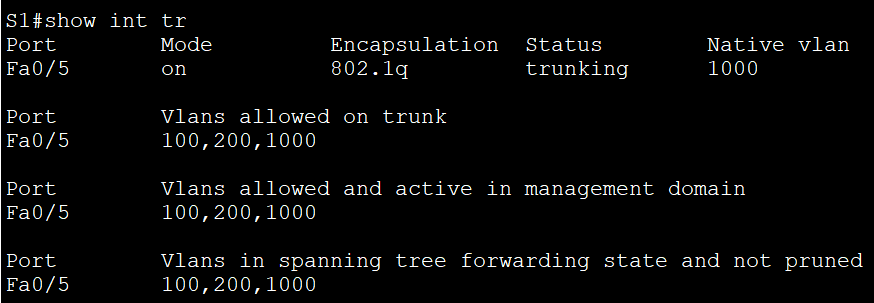 S1#show int tr
Port Mode Encapsulation Status Native vlan
Fa0/5 on 802.1q trunking 1000
Port Vlans allowed on trunk
Fa0/5 100,200,1000
Port Vlans allowed and active in management domain
Fa0/5 100,200,1000
Port Vlans in spanning tree forwarding state and not pruned
Fa0/5 100,200,1000